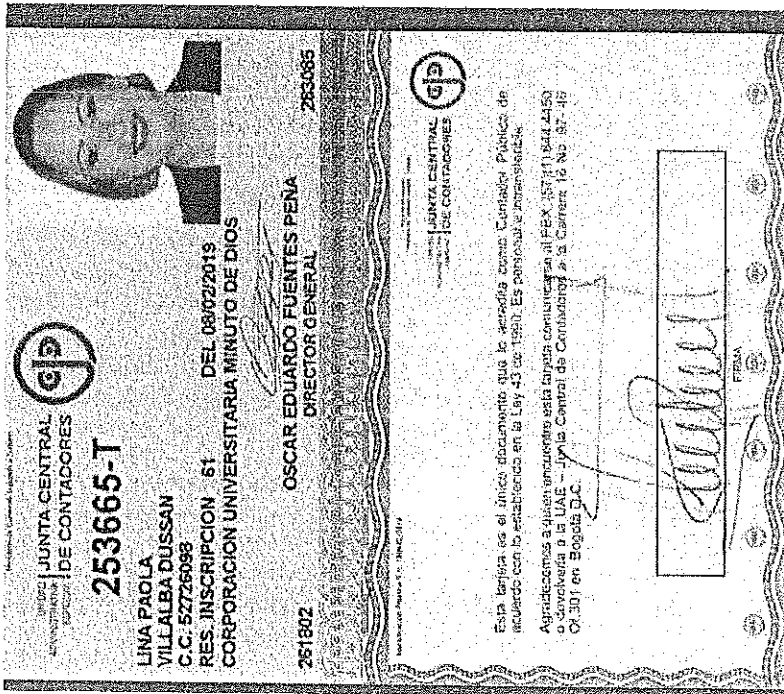 UNIDAD ADMINISTRATIVA ESPECIAL
JUNTA CENTRAL
DE CONTADORES
253665-T
LINA PAOLA
VILLALBA DUSSAN
C.C. 52726098
RES. INSCRIPCION 61 DEL 08/02/2019
CORPORACION UNIVERSITARIA MINUTO DE DIOS
OSCAR EDUARDO FUENTES PEÑA
DIRECTOR GENERAL
261802
283085
JUNTA CENTRAL
DE CONTADORES
Esta tarjeta es el único documento que lo acredita como Contador Público de
acuerdo con lo establecido en la Ley 43 de 1990. Es personal e intransferible.
Agradecemos a quien encuentre esta tarjeta comunicarse al PBX (57)(1) 644 4450
o devolverla a la UAE - Junta Central de Contadores a la Carrera 16 No. 97-46
Of.301 en Bogotá D.C.
FIRMA